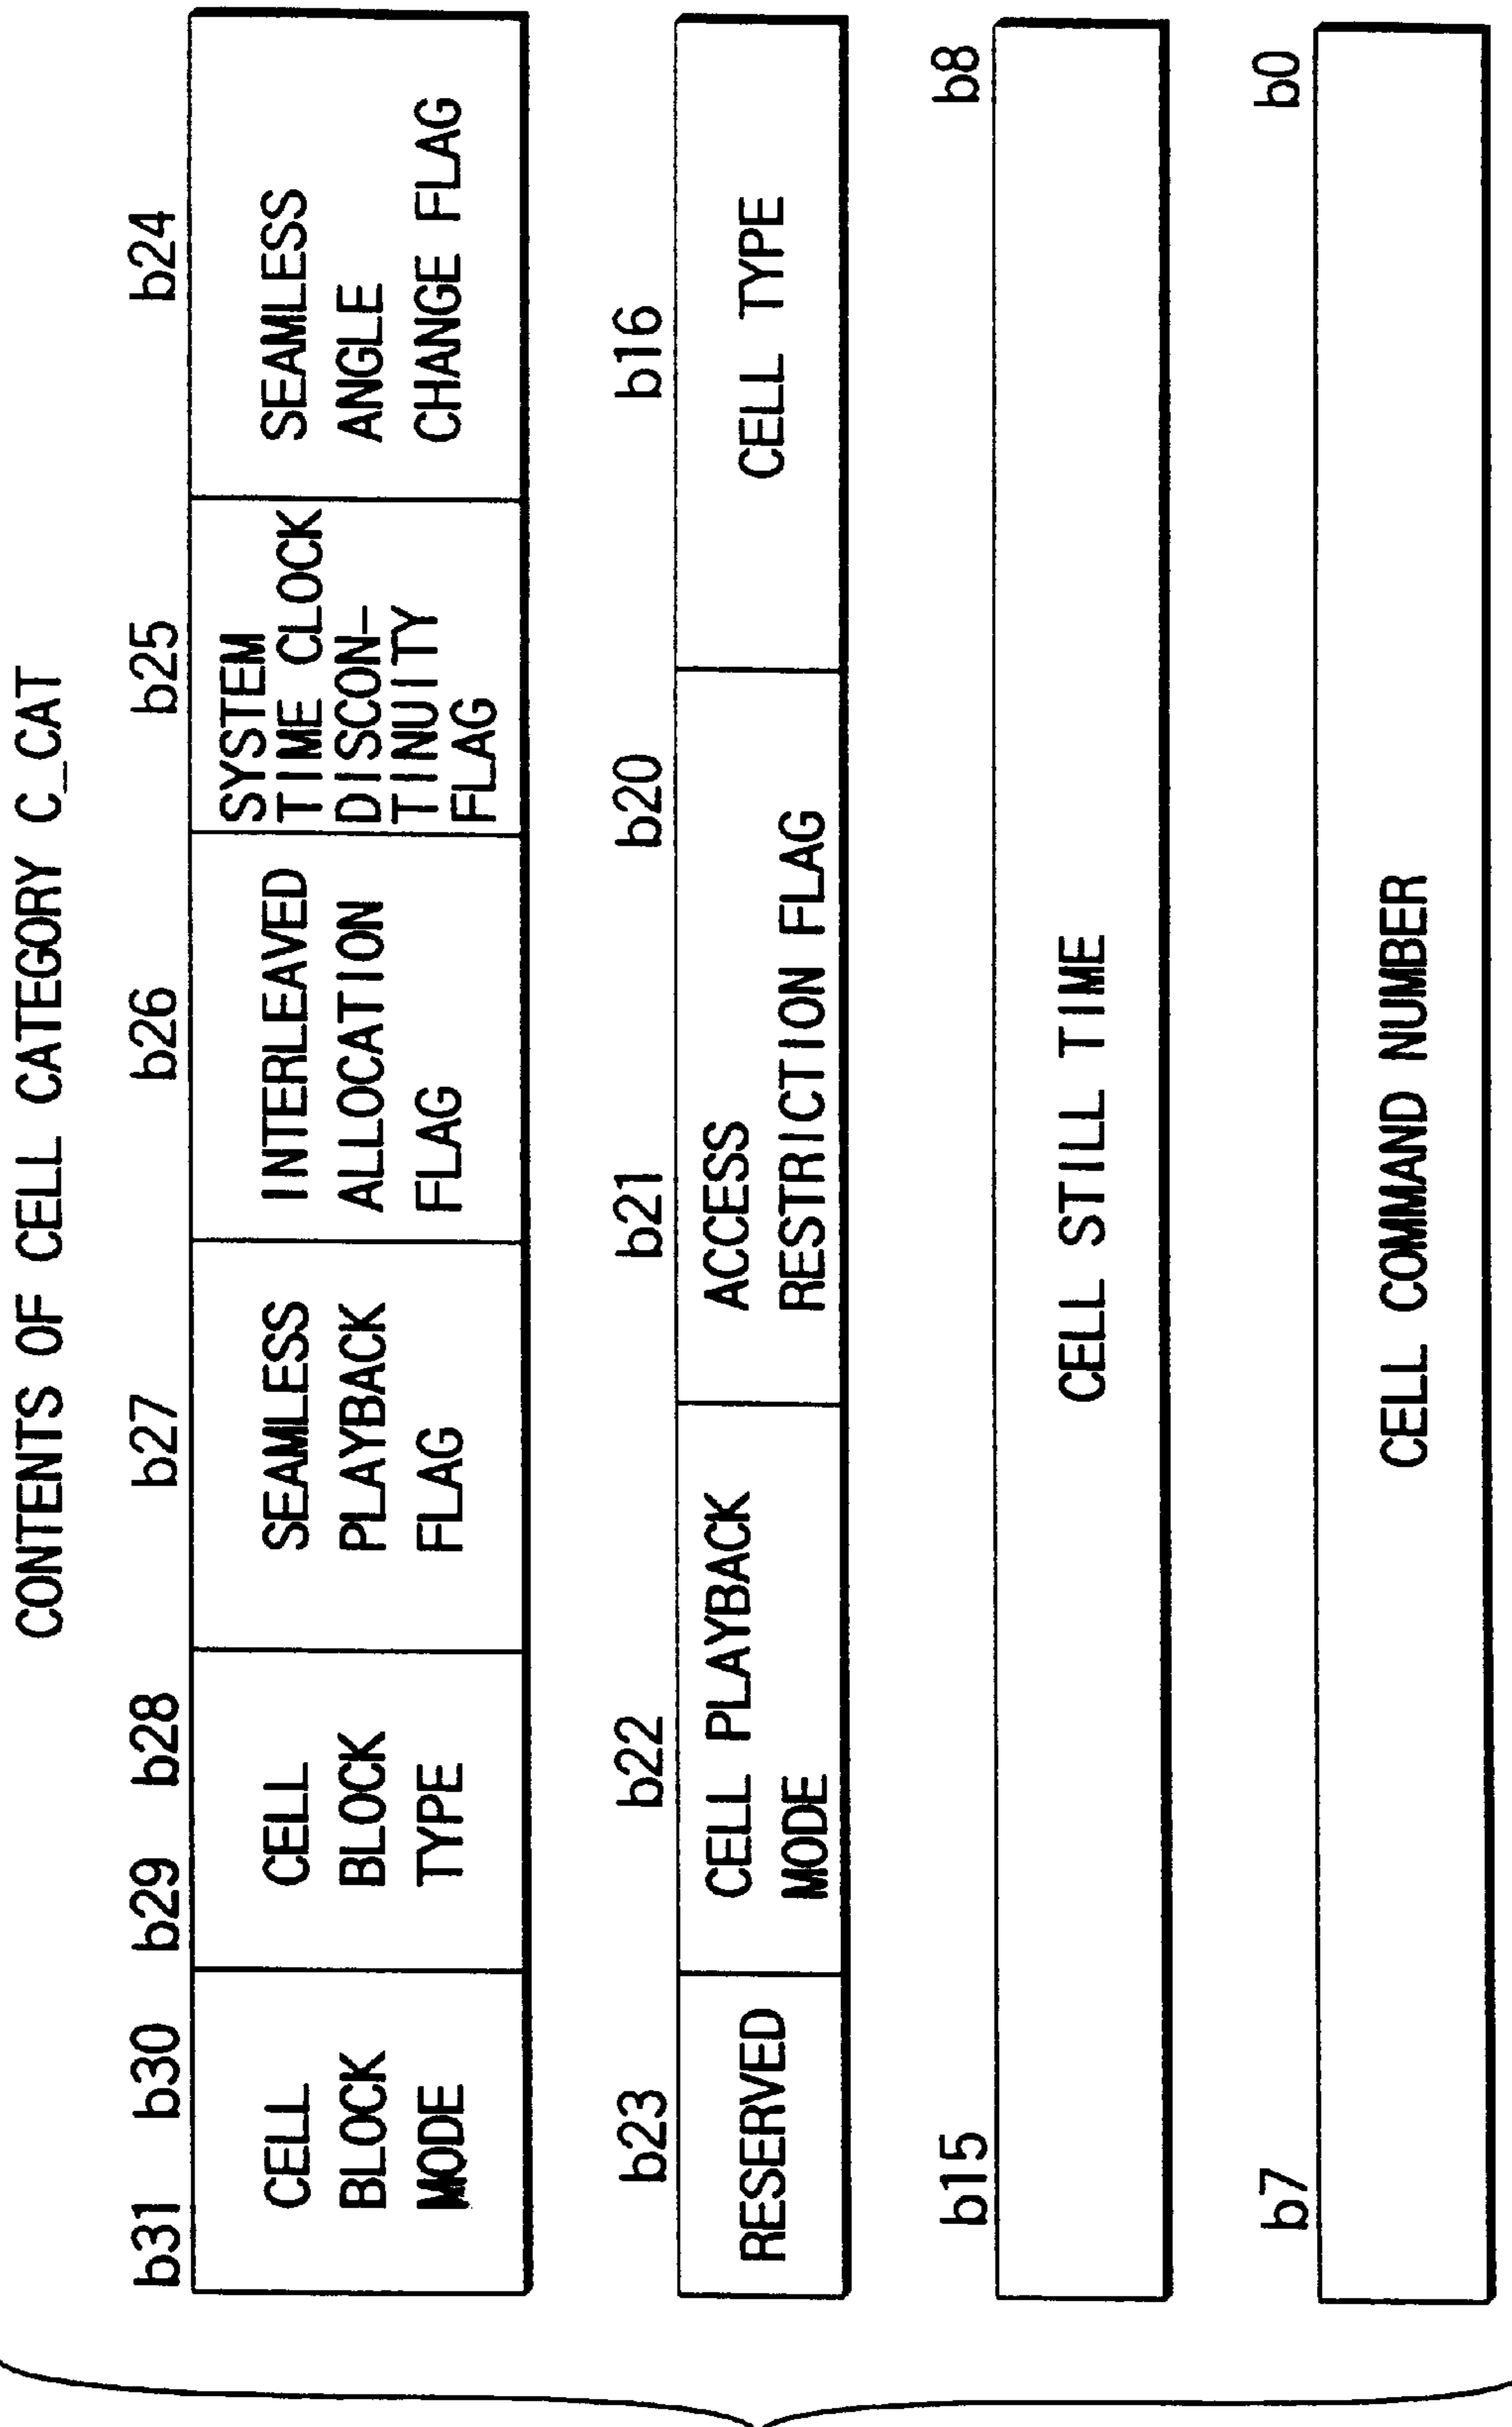 CONTENTS OF CELL CATEGORY C_CAT
b31 b30 b29 b28 b27 b26 b25 b24
CELL
BLOCK
MODE
CELL
BLOCK
TYPE
SEAMLESS
PLAYBACK
FLAG
INTERLEAVED
ALLOCATION
FLAG
SYSTEM
TIME CLOCK
DISCON-
TINUITY
FLAG
SEAMLESS
ANGLE
CHANGE FLAG
b23 b22 b21 b20 b16
RESERVED
CELL PLAYBACK
MODE
ACCESS
RESTRICTION FLAG
CELL TYPE
b15 b8
CELL STILL TIME
b7 b0
CELL COMMAND NUMBER